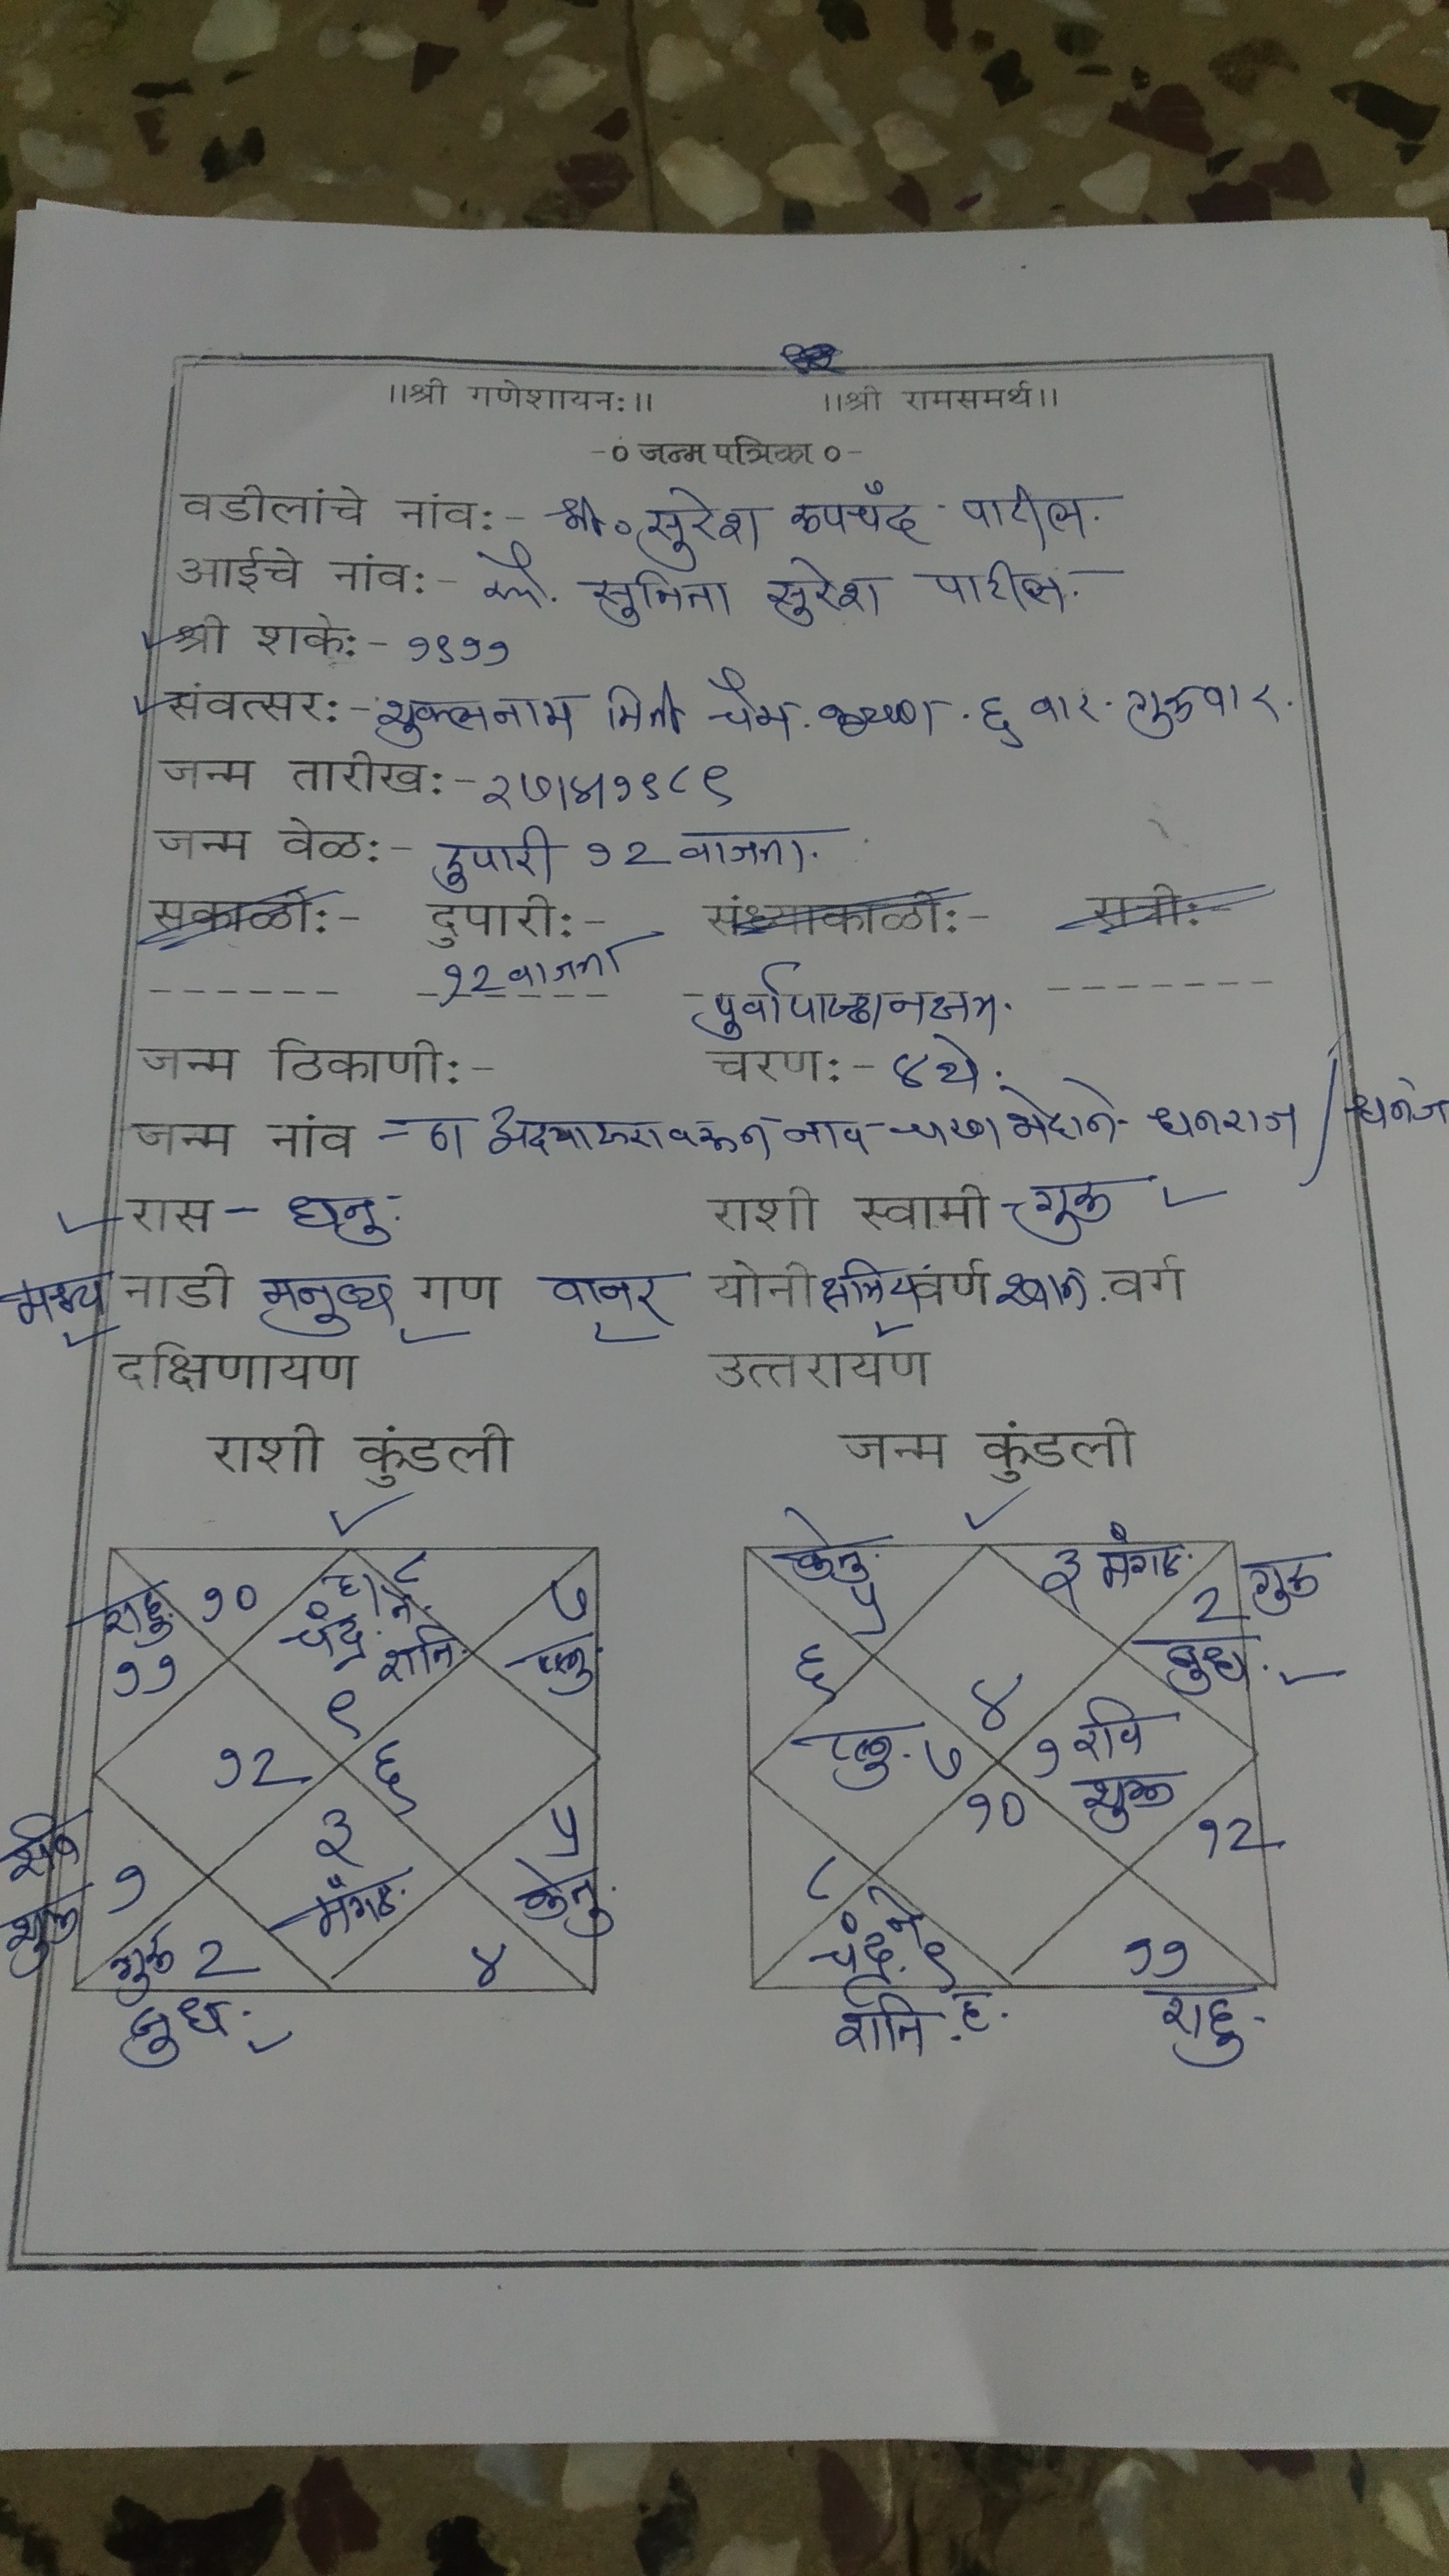 ।।श्री गणेशायनः।। ।।श्री रामसमर्थ।।
-० जन्म पत्रिका ०-
वडीलांचे नांवः- श्री० सुरेश रुपचँद पाटील.
आईचे नांवः- सौ. सुनिता सुरेश पाटील.
श्री शकेः- १९११
संवत्सरः- शुक्लनाम मिती चैत्र. कृष्ण. ६ वार. गुरुवार.
जन्म तारीखः- २७।४।१९८९
जन्म वेळः- दुपारी १२ वाजता.
सकाळीः- दुपारीः- संध्याकाळीः- रात्रीः-
१२ वाजता
पुर्वाषाढा नक्षत्र.
जन्म ठिकाणीः- चरणः- ४ थे.
जन्म नांव - ढा अद्याक्षरावरून नाव - चरण भेदाने - धनराज /
रास - धनु. राशी स्वामी - गुरु
मध्य नाडी मनुष्य गण वानर योनी क्षत्रिय वर्ण श्वान. वर्ग
दक्षिणायण उत्तरायण
राशी कुंडली जन्म कुंडली
राहु. १० ह ८ ने. चंद्र. शनि. ७ प्लु.
११ ९
१२ ६
रवि शुक्र १ ३ मंगळ. ५ केतु.
गुरु २ ४
बुध.
केतु. ५ ३ मंगळ. २ गुरु
६ बुध.
४
प्लु. ७ १ रवि शुक्र
१० १२
८ ने चंद्र. ९ ११
शनि. ह. राहु.